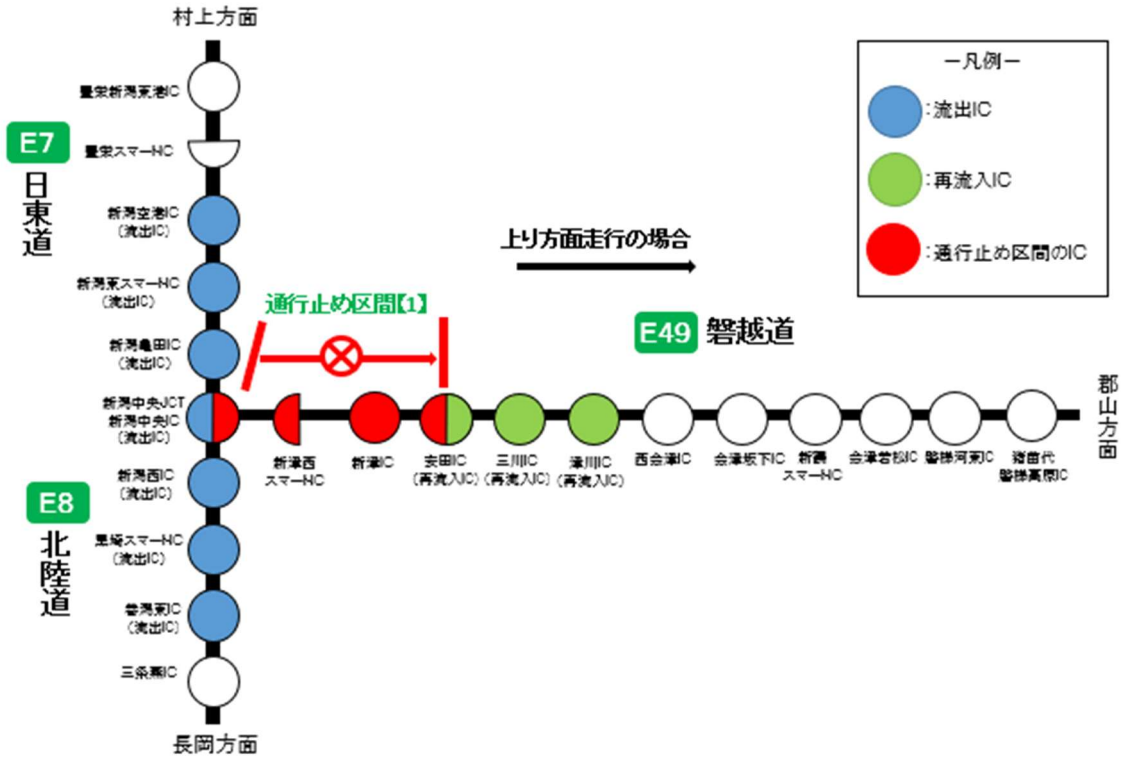 村上方面
豊栄新潟東港IC
E7
日東道
豊栄スマートIC
新潟空港IC
(流出IC)
新潟東スマートIC
(流出IC)
新潟亀田IC
(流出IC)
新潟中央JCT
新潟中央IC
(流出IC)
新潟西IC
(流出IC)
E8
北陸道
黒埼スマートIC
(流出IC)
巻潟東IC
(流出IC)
三条燕IC
長岡方面
上り方面走行の場合
通行止め区間【1】
E49 磐越道
新津西
スマートIC
新津IC
安田IC
(再流入IC)
三川IC
(再流入IC)
津川IC
(再流入IC)
西会津IC
会津坂下IC
新鶴
スマートIC
会津若松IC
磐梯河東IC
猪苗代
磐梯高原IC
郡山方面
－凡例－
:流出IC
:再流入IC
:通行止め区間のIC